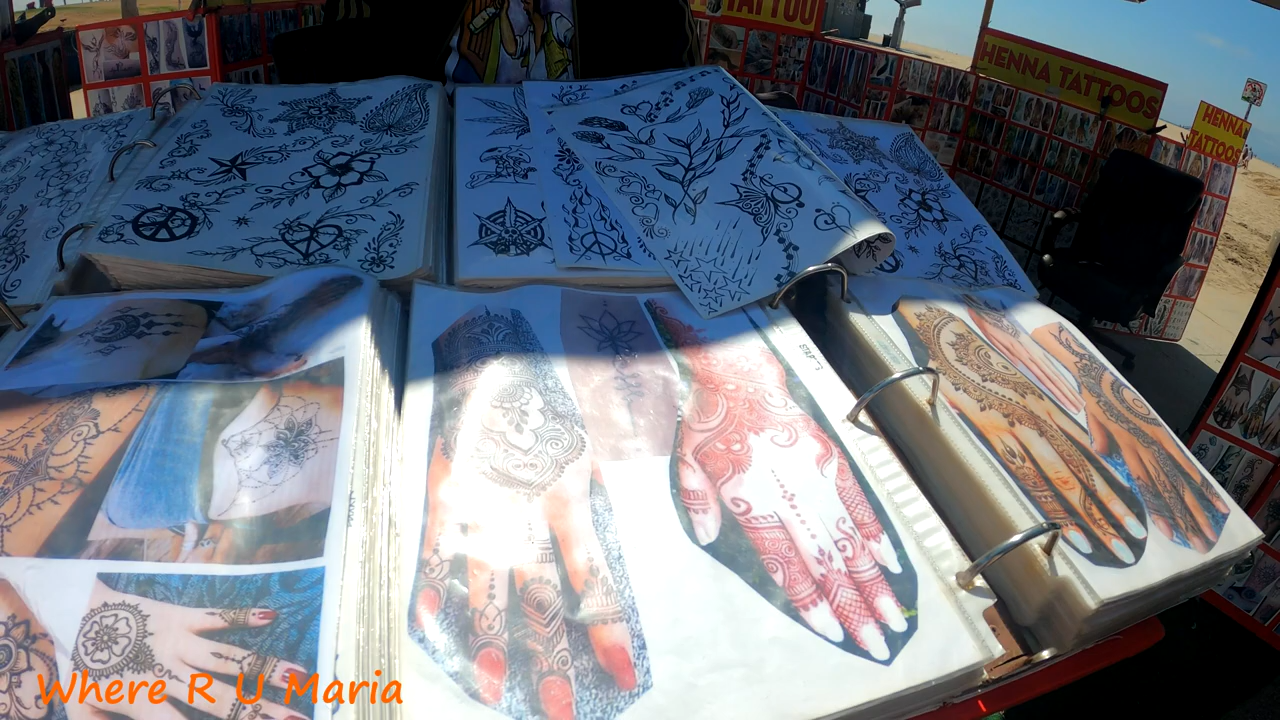 TATTOO
HENNA TATTOOS
HENNA
TATTOOS
Where R U Maria